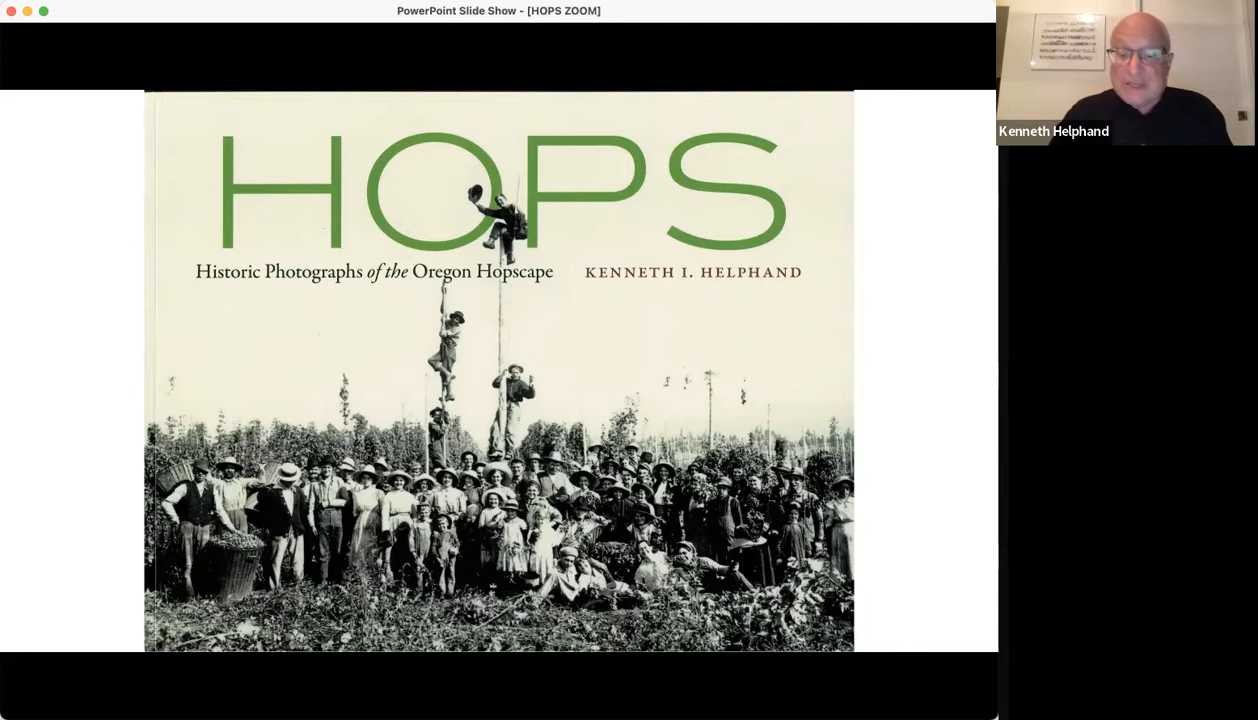 PowerPoint Slide Show - [HOPS ZOOM]
HOPS
Historic Photographs of the Oregon Hopscape KENNETH I. HELPHAND
Kenneth Helphand